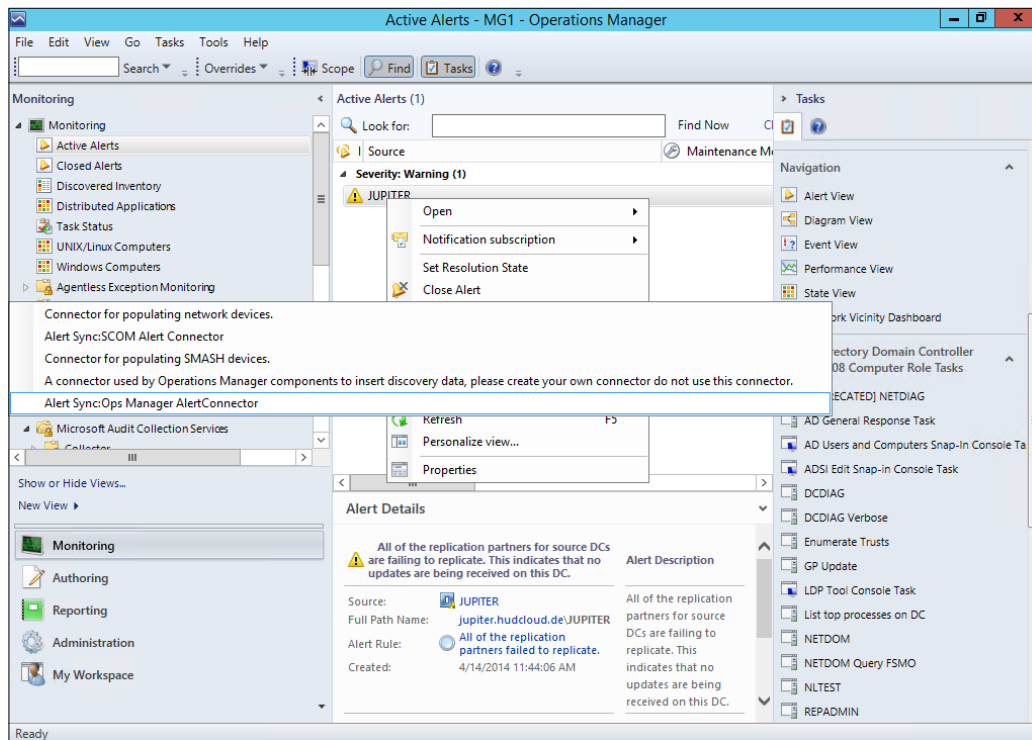 Active Alerts - MG1 - Operations Manager
File Edit View Go Tasks Tools Help
Search Overrides Scope Find Tasks
Monitoring
Monitoring
Active Alerts
Closed Alerts
Discovered Inventory
Distributed Applications
Task Status
UNIX/Linux Computers
Windows Computers
Agentless Exception Monitoring
Microsoft Audit Collection Services
Collector
Show or Hide Views...
New View
Monitoring
Authoring
Reporting
Administration
My Workspace
Active Alerts (1)
Look for: Find Now
Source Maintenance
Severity: Warning (1)
JUPITER
Open
Notification subscription
Set Resolution State
Close Alert
Connector for populating network devices.
Alert Sync:SCOM Alert Connector
Connector for populating SMASH devices.
A connector used by Operations Manager components to insert discovery data, please create your own connector do not use this connector.
Alert Sync:Ops Manager AlertConnector
Refresh F5
Personalize view...
Properties
Alert Details
All of the replication partners for source DCs
are failing to replicate. This indicates that no
updates are being received on this DC.
Source: JUPITER
Full Path Name: jupiter.hudcloud.de\JUPITER
Alert Rule: All of the replication
partners failed to replicate.
Created: 4/14/2014 11:44:06 AM
Alert Description
All of the replication
partners for source
DCs are failing to
replicate. This
indicates that no
updates are being
received on this DC.
Tasks
Navigation
Alert View
Diagram View
Event View
Performance View
State View
ork Vicinity Dashboard
ectory Domain Controller
08 Computer Role Tasks
ECATED] NETDIAG
AD General Response Task
AD Users and Computers Snap-In Console Ta
ADSI Edit Snap-in Console Task
DCDIAG
DCDIAG Verbose
Enumerate Trusts
GP Update
LDP Tool Console Task
List top processes on DC
NETDOM
NETDOM Query FSMO
NLTEST
REPADMIN
Ready